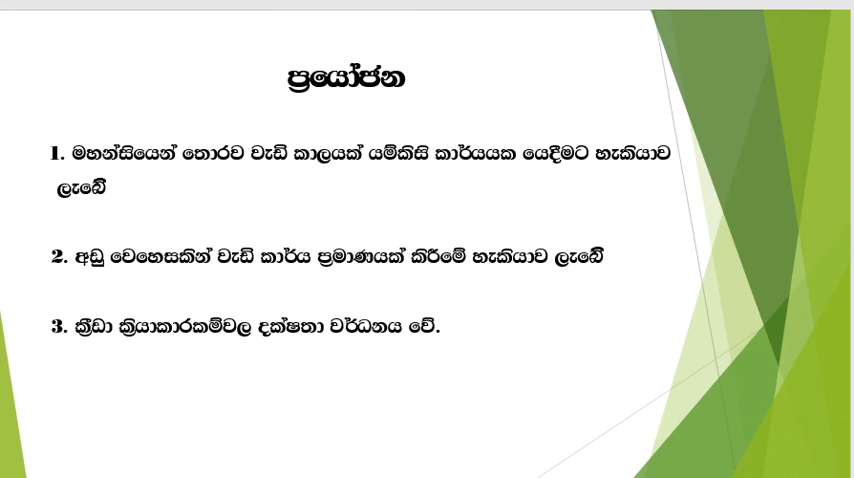 ප්‍රයෝජන
1. මහන්සියෙන් තොරව වැඩි කාලයක් යම්කිසි කාර්යයක යෙදීමට හැකියාව
ලැබේ
2. අඩු වෙහෙසකින් වැඩි කාර්ය ප්‍රමාණයක් කිරීමේ හැකියාව ලැබේ
3. ක්‍රීඩා ක්‍රියාකාරකම්වල දක්ෂතා වර්ධනය වේ.